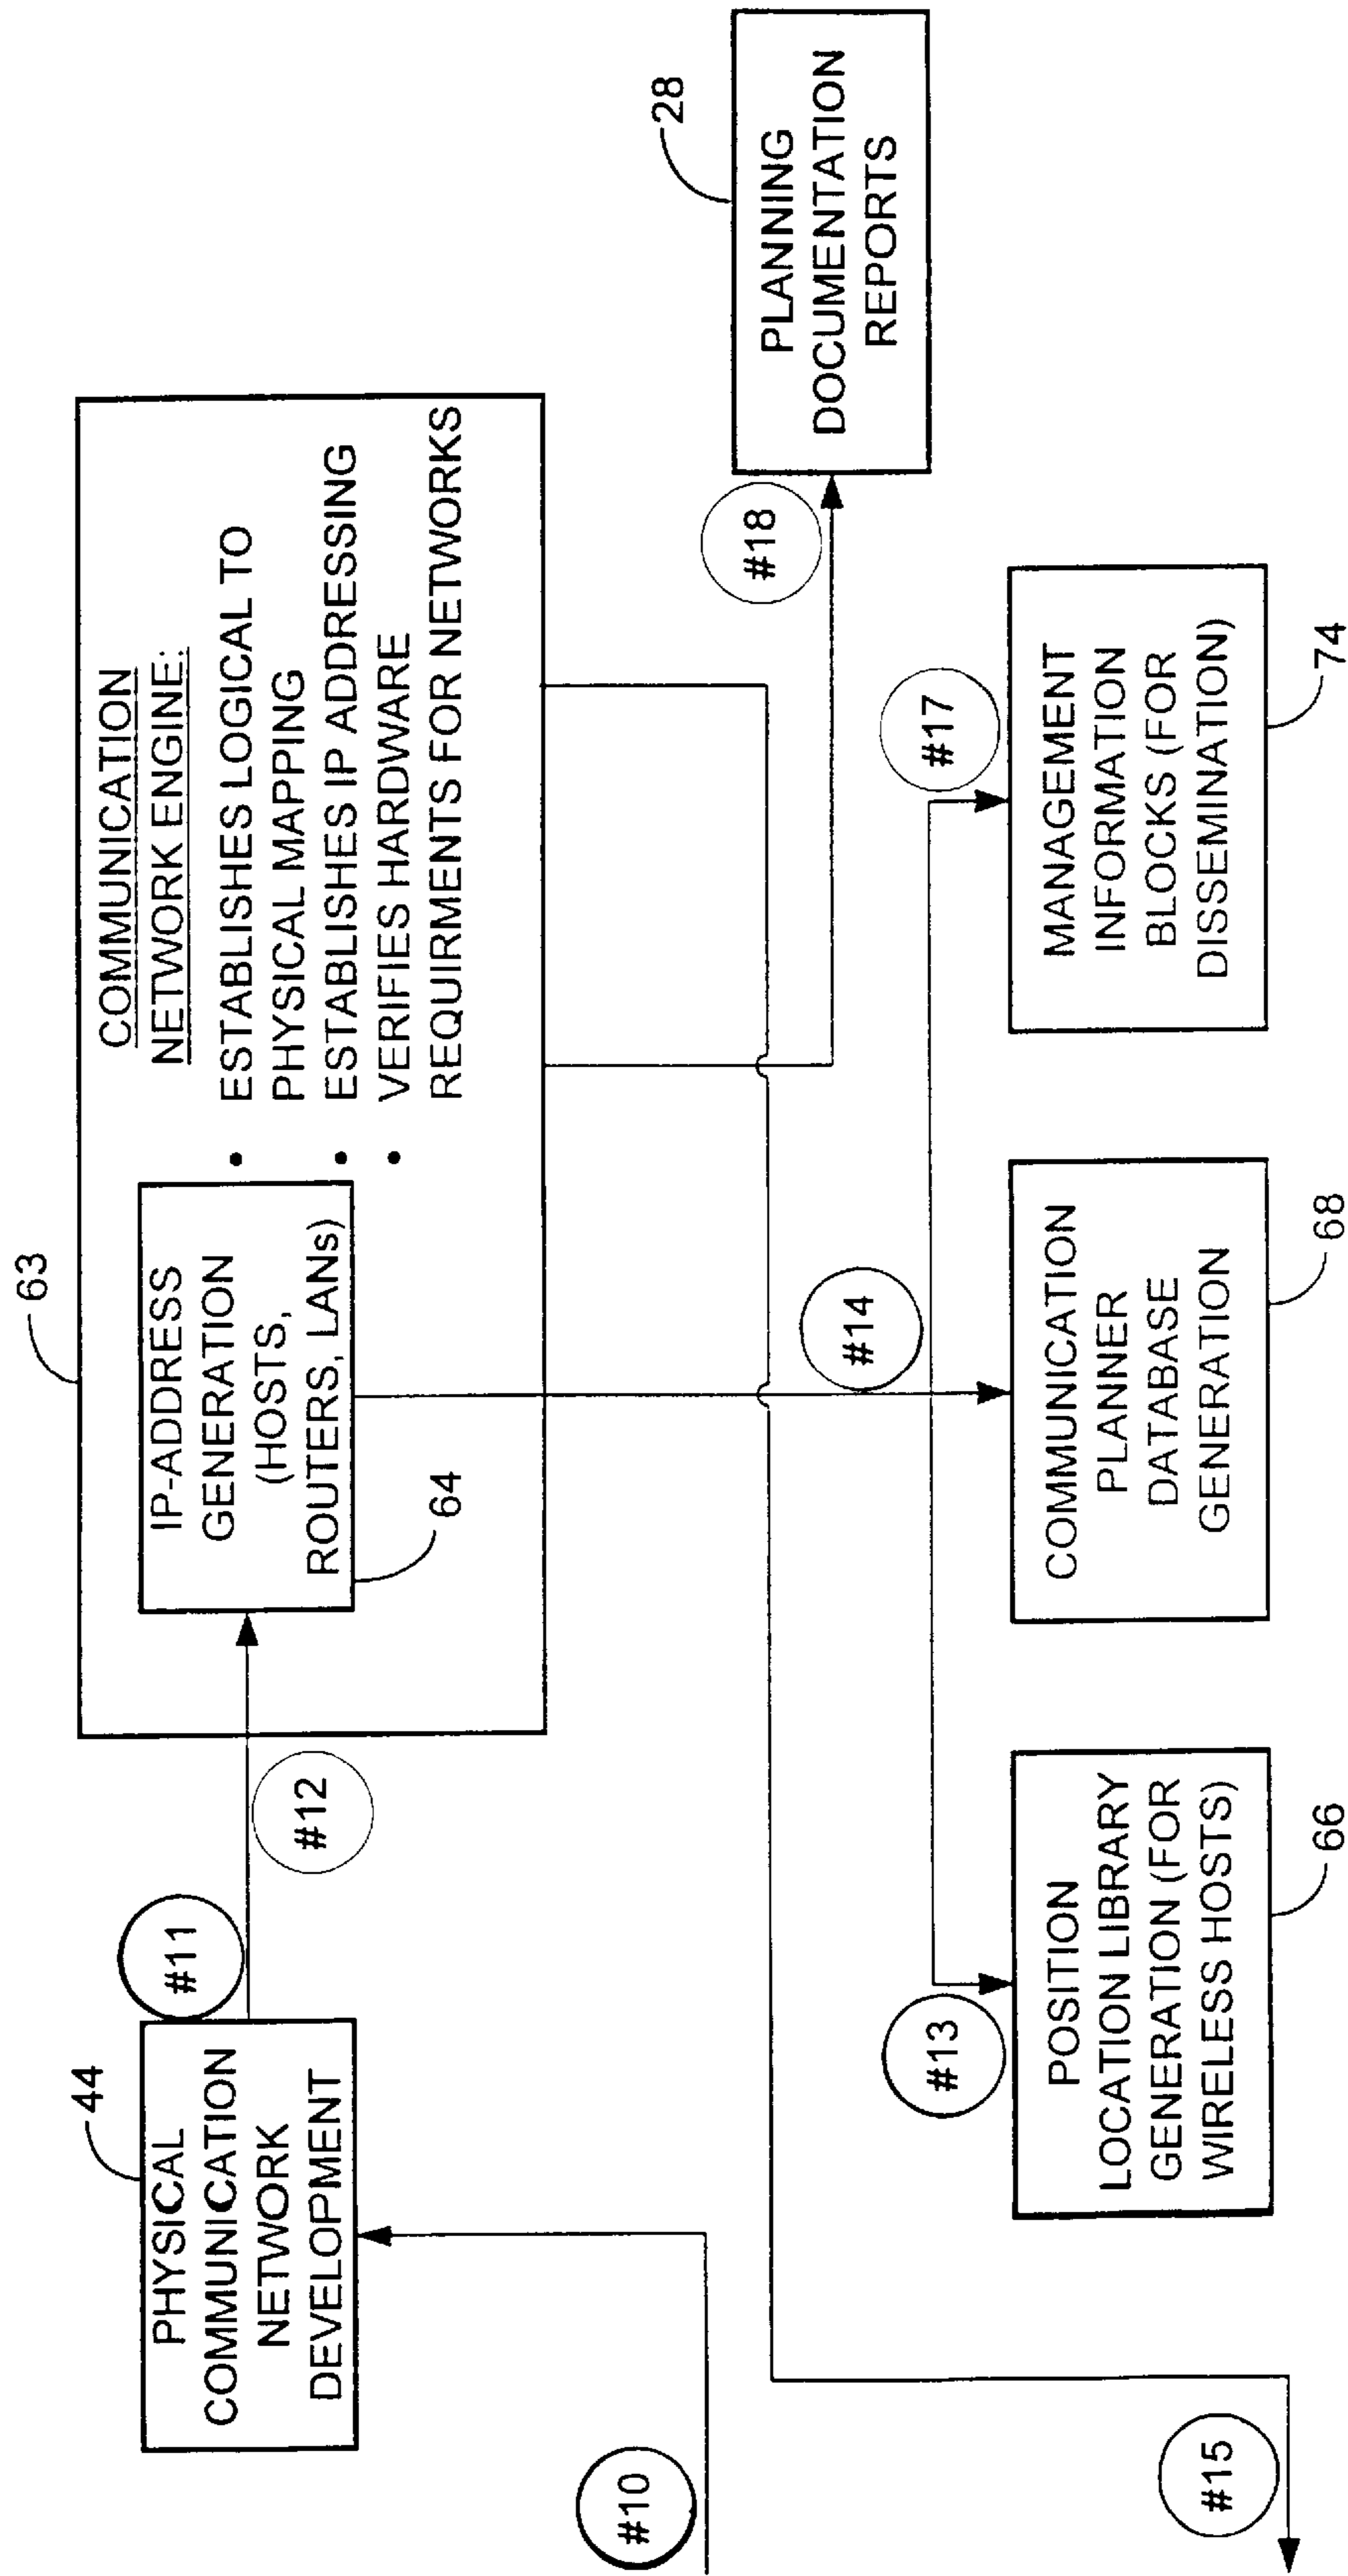 63
COMMUNICATION
NETWORK ENGINE:
• ESTABLISHES LOGICAL TO
PHYSICAL MAPPING
• ESTABLISHES IP ADDRESSING
• VERIFIES HARDWARE
REQUIRMENTS FOR NETWORKS
IP-ADDRESS
GENERATION
(HOSTS,
ROUTERS, LANs)
64
44
PHYSICAL
COMMUNICATION
NETWORK
DEVELOPMENT
#11
#12
#10
28
PLANNING
DOCUMENTATION
REPORTS
#18
#14
#17
#13
POSITION
LOCATION LIBRARY
GENERATION (FOR
WIRELESS HOSTS)
66
COMMUNICATION
PLANNER
DATABASE
GENERATION
68
MANAGEMENT
INFORMATION
BLOCKS (FOR
DISSEMINATION)
74
#15